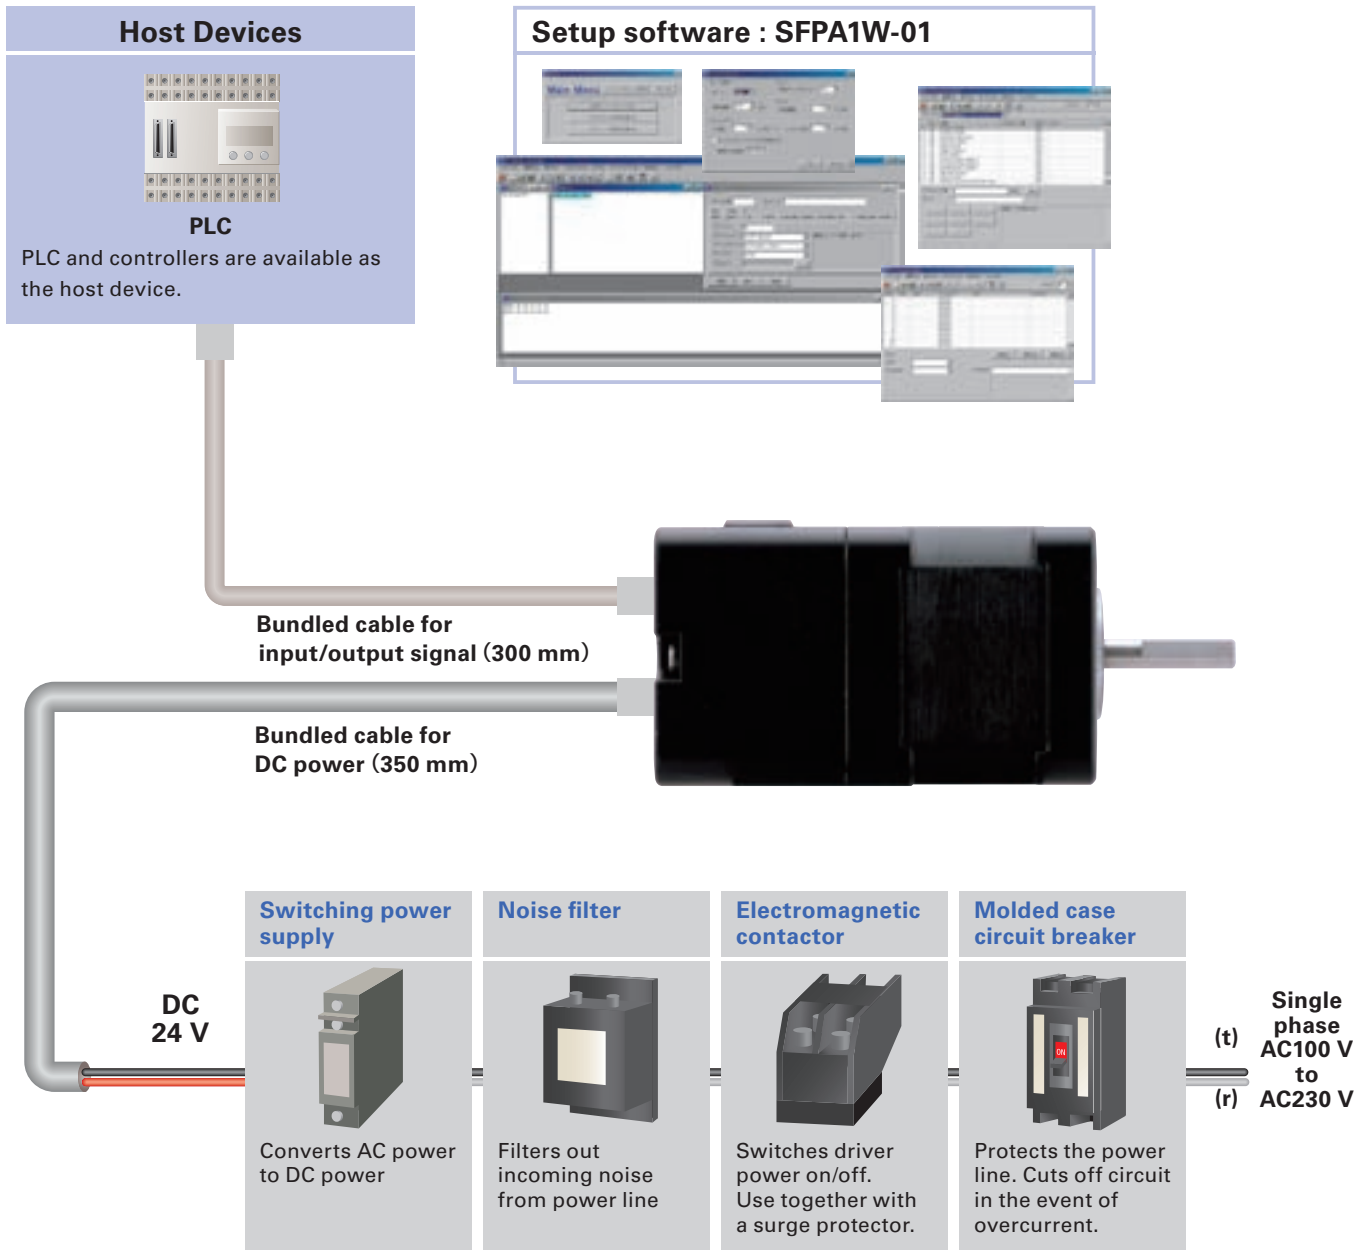 Host Devices
PLC
PLC and controllers are available as
the host device.
Setup software : SFPA1W-01
Main Menu
Bundled cable for
input/output signal (300 mm)
Bundled cable for
DC power (350 mm)
DC
24 V
Switching power
supply
Converts AC power
to DC power
Noise filter
Filters out
incoming noise
from power line
Electromagnetic
contactor
Switches driver
power on/off.
Use together with
a surge protector.
Molded case
circuit breaker
ON
Protects the power
line. Cuts off circuit
in the event of
overcurrent.
(t)
(r)
Single
phase
AC100 V
to
AC230 V